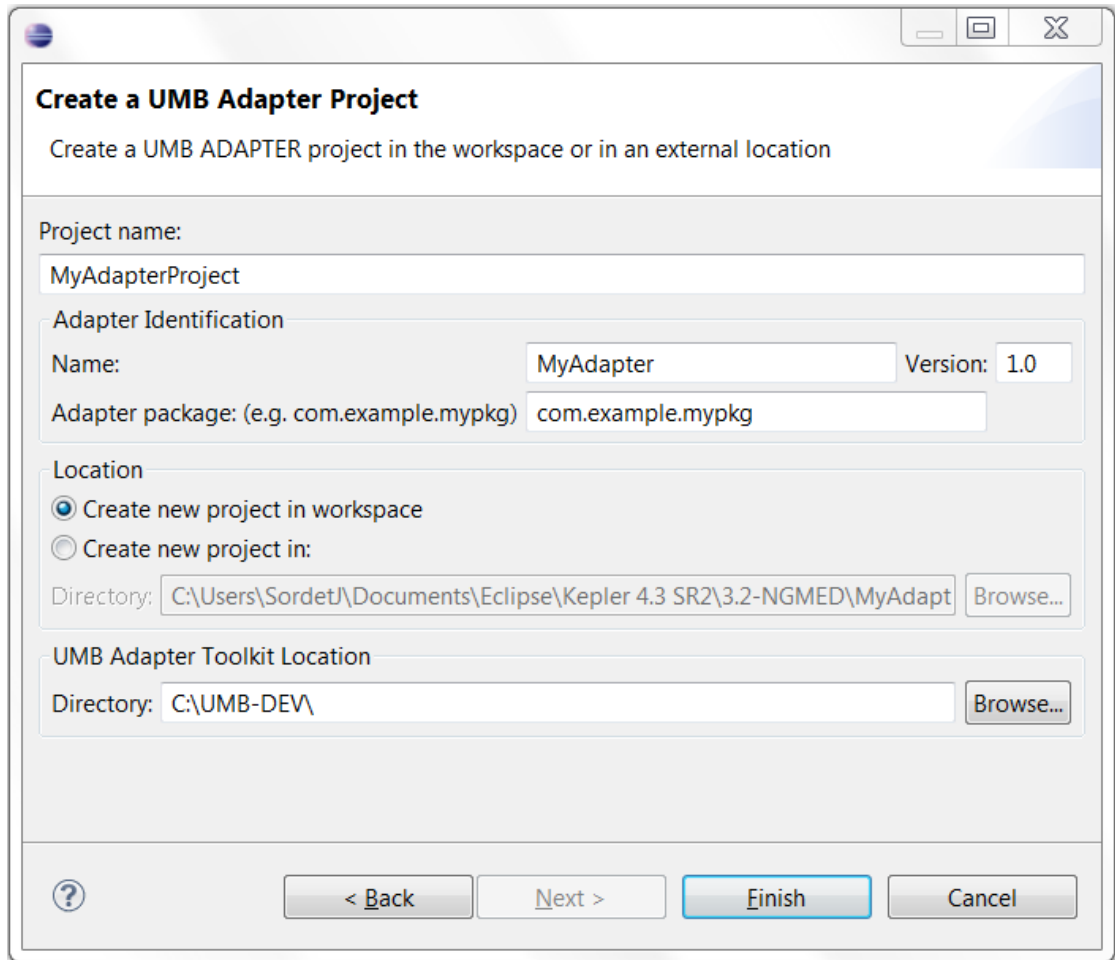 Create a UMB Adapter Project
Create a UMB ADAPTER project in the workspace or in an external location
Project name:
MyAdapterProject
Adapter Identification
Name: MyAdapter Version: 1.0
Adapter package: (e.g. com.example.mypkg) com.example.mypkg
Location
Create new project in workspace
Create new project in:
Directory: C:\Users\SordetJ\Documents\Eclipse\Kepler 4.3 SR2\3.2-NGMED\MyAdapt Browse...
UMB Adapter Toolkit Location
Directory: C:\UMB-DEV\ Browse...
? < Back Next > Finish Cancel